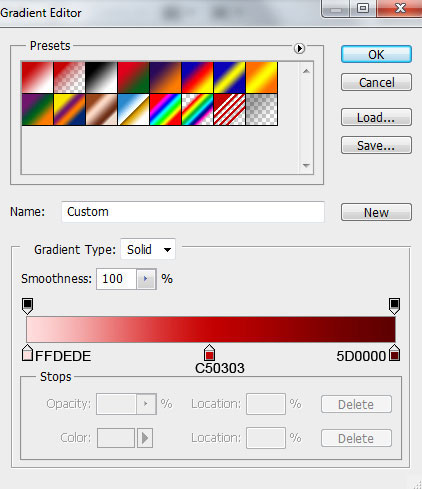 Gradient Editor
Presets
OK
Cancel
Load...
Save...
Name: Custom
New
Gradient Type: Solid
Smoothness: 100 %
FFDEDE
C50303
5D0000
Stops
Opacity: % Location: % Delete
Color: Location: % Delete